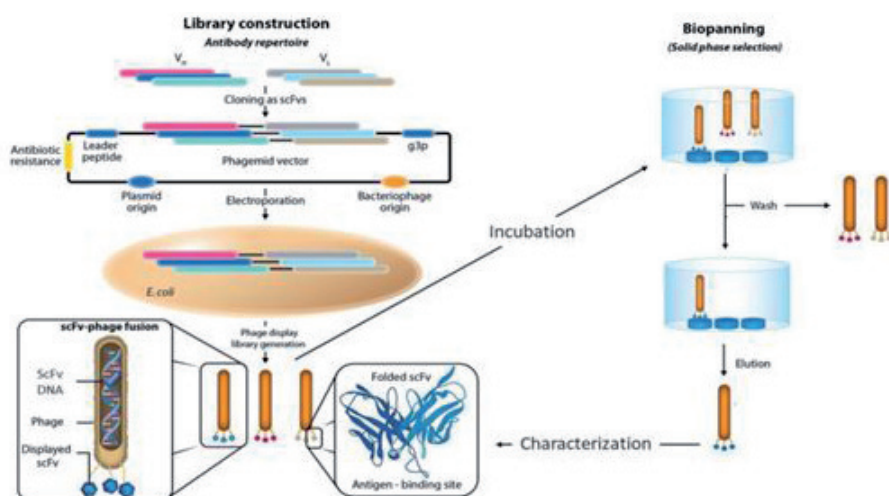 Library construction
Antibody repertoire
VH
VL
Cloning as scFvs
Antibiotic
resistance
Leader
peptide
g3p
Phagemid vector
Plasmid
origin
Electroporation
Bacteriophage
origin
E. coli
Phage display
library generation
scFv-phage fusion
ScFv
DNA
Phage
Displayed
scFv
Folded scFv
Antigen - binding site
Incubation
Biopanning
(Solid phase selection)
Wash
Elution
Characterization